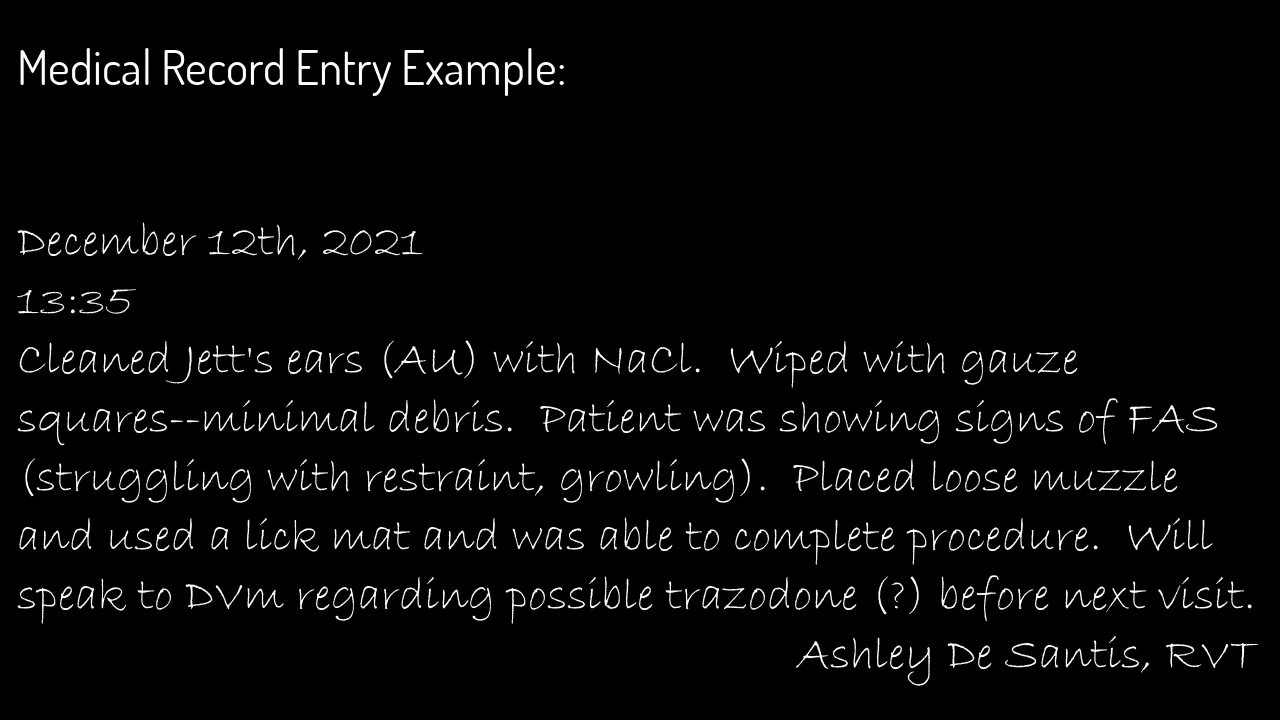 Medical Record Entry Example:
December 12th, 2021
13:35
Cleaned Jett's ears (AU) with NaCl.  Wiped with gauze
squares--minimal debris.  Patient was showing signs of FAS
(struggling with restraint, growling).  Placed loose muzzle
and used a lick mat and was able to complete procedure.  Will
speak to DVm regarding possible trazodone (?) before next visit.
Ashley De Santis, RVT